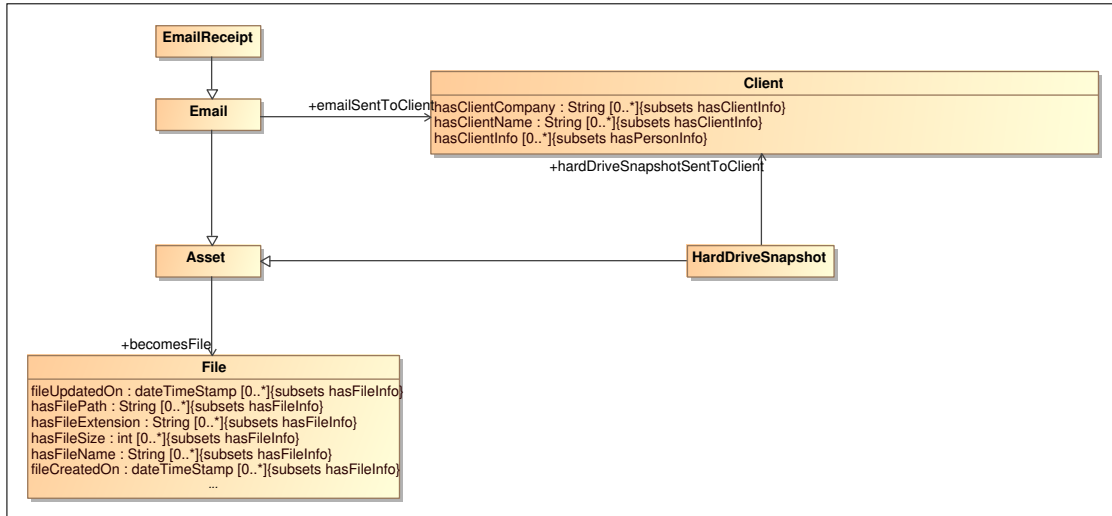 EmailReceipt
Email
+emailSentToClient
Client
hasClientCompany : String [0..*]{subsets hasClientInfo}
hasClientName : String [0..*]{subsets hasClientInfo}
hasClientInfo [0..*]{subsets hasPersonInfo}
+hardDriveSnapshotSentToClient
Asset
HardDriveSnapshot
+becomesFile
File
fileUpdatedOn : dateTimeStamp [0..*]{subsets hasFileInfo}
hasFilePath : String [0..*]{subsets hasFileInfo}
hasFileExtension : String [0..*]{subsets hasFileInfo}
hasFileSize : int [0..*]{subsets hasFileInfo}
hasFileName : String [0..*]{subsets hasFileInfo}
fileCreatedOn : dateTimeStamp [0..*]{subsets hasFileInfo}
...